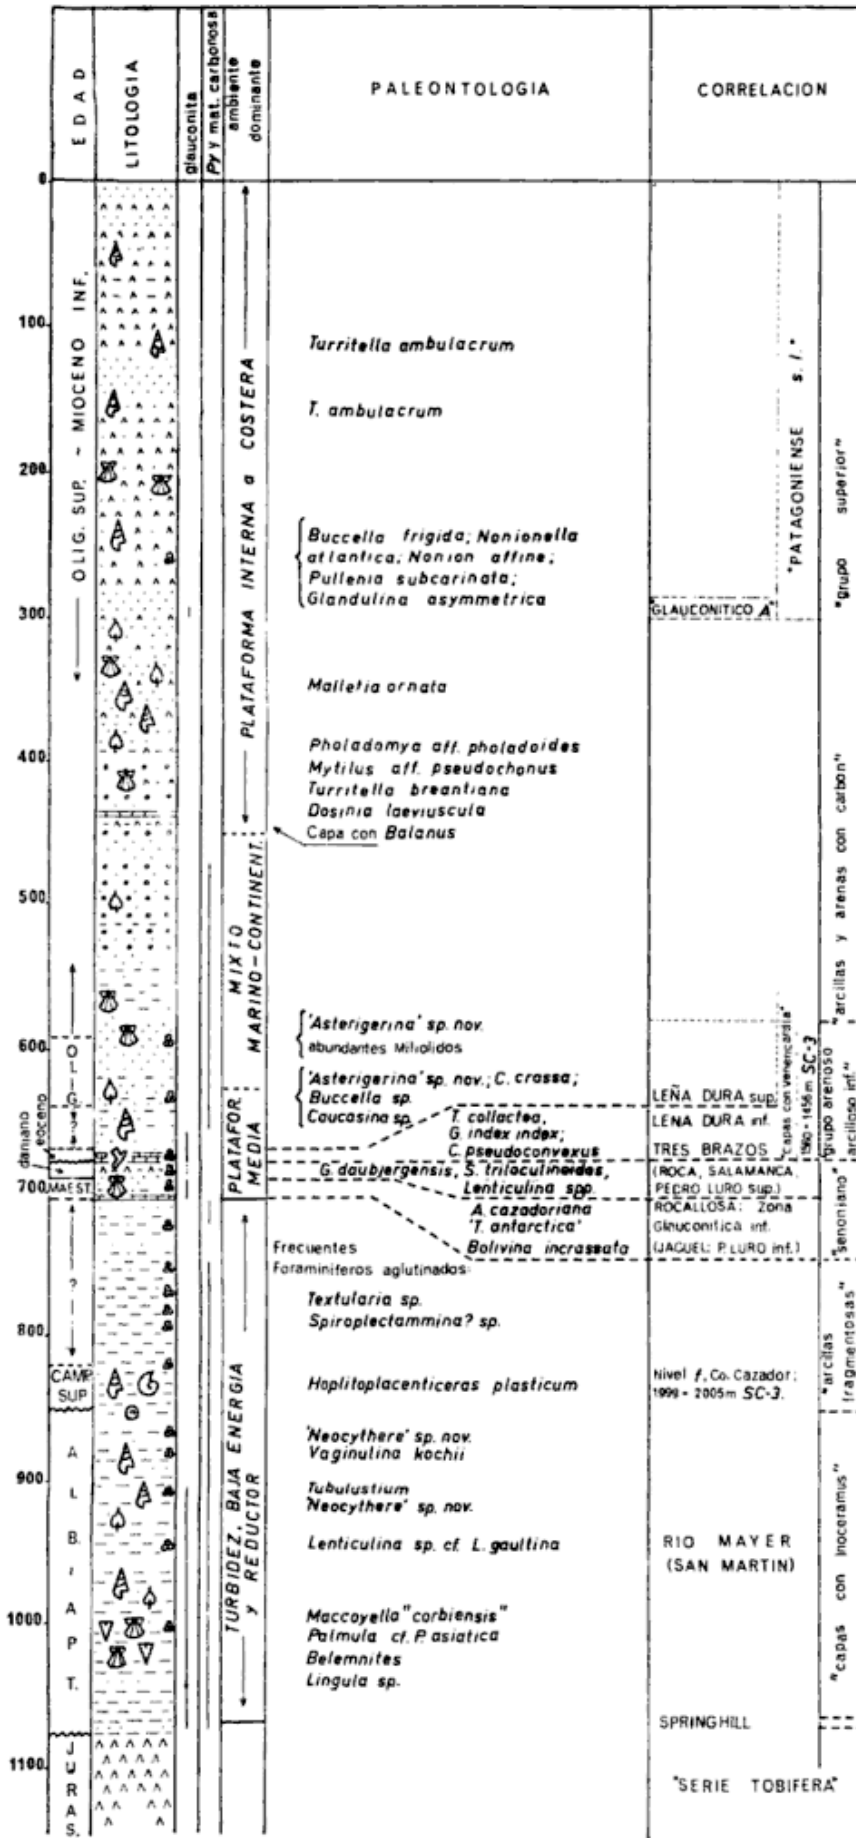 EDAD
LITOLOGIA
glauconita
Py y mat. carbonosa
ambiente
dominante
PALEONTOLOGIA
CORRELACION
0
100
200
300
400
500
600
700
800
900
1000
1100
OLIG. SUP. ~ MIOCENO INF.
OLIG.
?
eoceno
daniano
MAEST.
?
CAMP.
SUP
ALB.
APT.
JURAS.
PLATAFORMA INTERNA a COSTERA
MIXTO
MARINO-CONTINENT.
PLATAFOR.
MEDIA
TURBIDEZ, BAJA ENERGIA
y REDUCTOR
Turritella ambulacrum
T. ambulacrum
Buccella frigida; Nonionella
atlantica; Nonion affine;
Pullenia subcarinata;
Glandulina asymmetrica
Malletia ornata
Pholadomya aff. pholadoides
Mytilus aff. pseudochonus
Turritella breantiana
Dosinia laeviuscula
Capa con Balanus
'Asterigerina' sp. nov.
abundantes Miliolidos
'Asterigerina' sp. nov.; C. crassa;
Buccella sp.
Caucasina sp.
T. collactea,
G. index index;
C. pseudoconvexus
G. daubjergensis, S. triloculinoides,
Lenticulina spp.
A. cazadoriana
'T. antarctica'
Bolivina incrassata
Frecuentes
Foraminiferos aglutinados:
Textularia sp.
Spiroplectammina? sp.
Hoplitoplacenticeras plasticum
'Neocythere' sp. nov.
Vaginulina kochii
Tubulustium
'Neocythere' sp. nov.
Lenticulina sp. cf. L. gaultina
Maccoyella "corbiensis"
Palmula cf. P. asiatica
Belemnites
Lingula sp.
"GLAUCONITICO A"
LEÑA DURA sup.
LEÑA DURA inf.
TRES BRAZOS
(ROCA, SALAMANCA,
PEDRO LURO sup.)
ROCALLOSA; Zona
Glauconitica inf.
(JAGUEL; P. LURO inf.)
Nivel f, Co. Cazador;
1998 - 2005m SC-3.
RIO MAYER
(SAN MARTIN)
SPRINGHILL
"SERIE TOBIFERA"
"PATAGONIENSE s. l."
"Capas con Venericardia"
1456m SC-3
"grupo superior"
"arcillas y arenas con carbon"
grupo arenoso
arcilloso inf."
"senoniano"
"arcillas
fragmentosas"
"capas con Inoceramus"